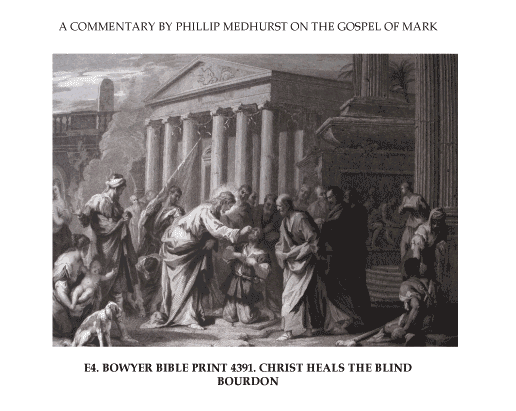 A COMMENTARY BY PHILLIP MEDHURST ON THE GOSPEL OF MARK
E4. BOWYER BIBLE PRINT 4391. CHRIST HEALS THE BLIND
BOURDON